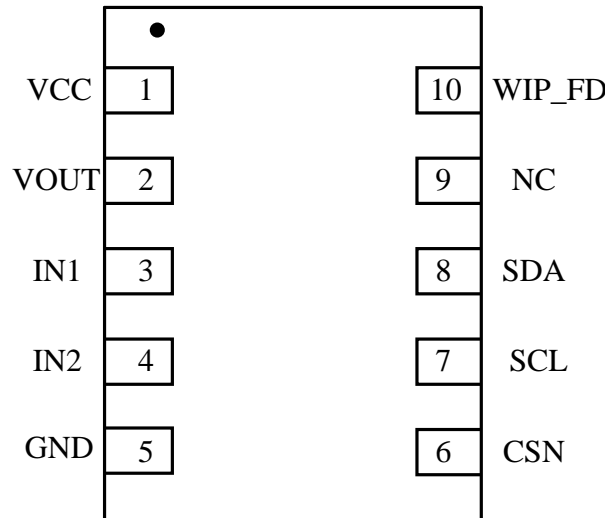 VCC 1 10 WIP_FD
VOUT 2 9 NC
IN1 3 8 SDA
IN2 4 7 SCL
GND 5 6 CSN